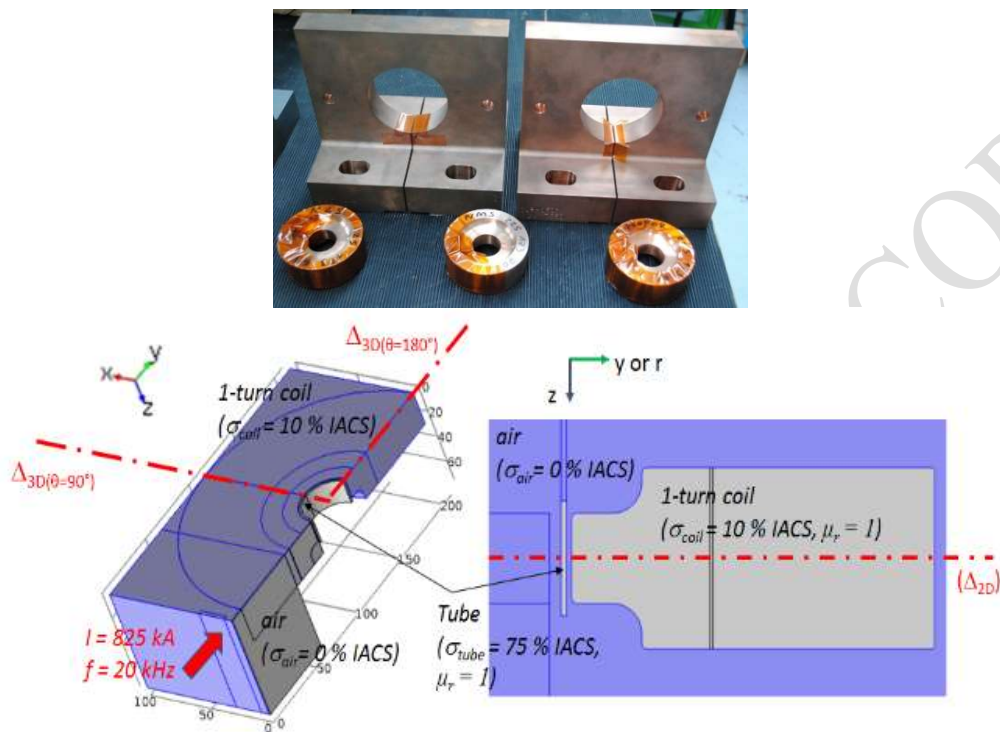 COP
Δ3D(θ=180°)
y
x
z
1-turn coil
(σcoil = 10 % IACS)
0
20
40
60
Δ3D(θ=90°)
200
150
100
50
0
air
(σair= 0 % IACS)
I = 825 kA
f = 20 kHz
100
50
0
Tube
(σtube = 75 % IACS,
μr = 1)
y or r
z
air
(σair= 0 % IACS)
1-turn coil
(σcoil = 10 % IACS, μr = 1)
(Δ2D)